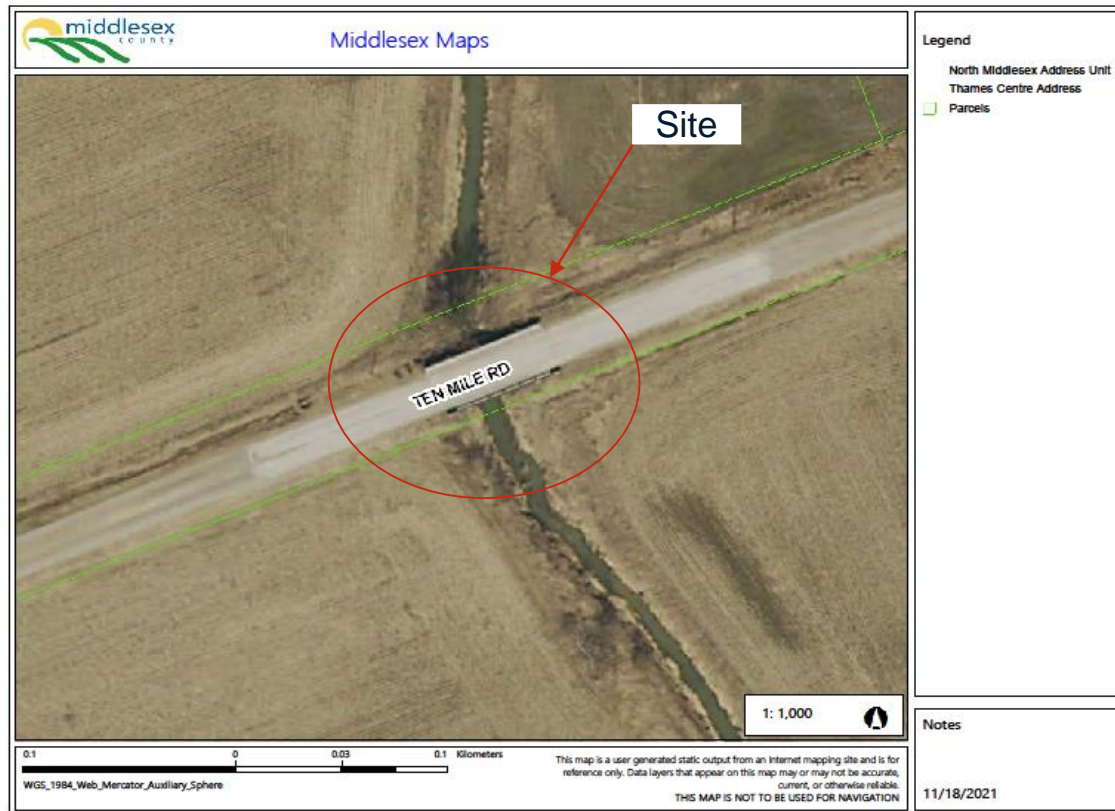 middlesex
county
Middlesex Maps
Legend
North Middlesex Address Unit
Thames Centre Address
Parcels
Site
TEN MILE RD
1: 1,000
0.1 0 0.03 0.1 Kilometers
WGS_1984_Web_Mercator_Auxiliary_Sphere
This map is a user generated static output from an Internet mapping site and is for
reference only. Data layers that appear on this map may or may not be accurate,
current, or otherwise reliable.
THIS MAP IS NOT TO BE USED FOR NAVIGATION
Notes
11/18/2021